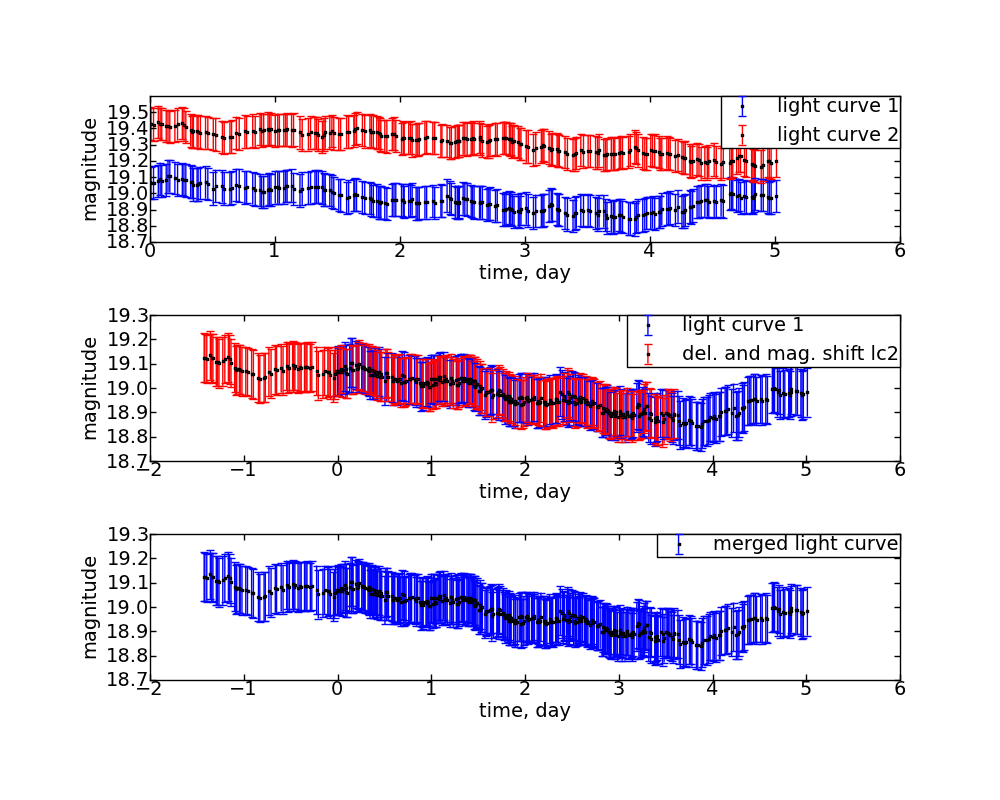 19.5
19.4
19.3
19.2
19.1
19.0
18.9
18.8
18.7
magnitude
light curve 1
light curve 2
0 1 2 3 4 5 6
time, day
19.3
19.2
19.1
19.0
18.9
18.8
18.7
magnitude
light curve 1
del. and mag. shift lc2
−2 −1 0 1 2 3 4 5 6
time, day
19.3
19.2
19.1
19.0
18.9
18.8
18.7
magnitude
merged light curve
−2 −1 0 1 2 3 4 5 6
time, day